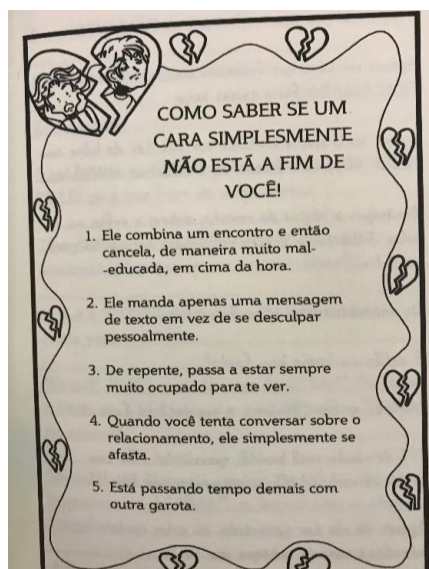 COMO SABER SE UM
CARA SIMPLESMENTE
NÃO ESTÁ A FIM DE
VOCÊ!
1. Ele combina um encontro e então
cancela, de maneira muito mal-
-educada, em cima da hora.
2. Ele manda apenas uma mensagem
de texto em vez de se desculpar
pessoalmente.
3. De repente, passa a estar sempre
muito ocupado para te ver.
4. Quando você tenta conversar sobre o
relacionamento, ele simplesmente se
afasta.
5. Está passando tempo demais com
outra garota.